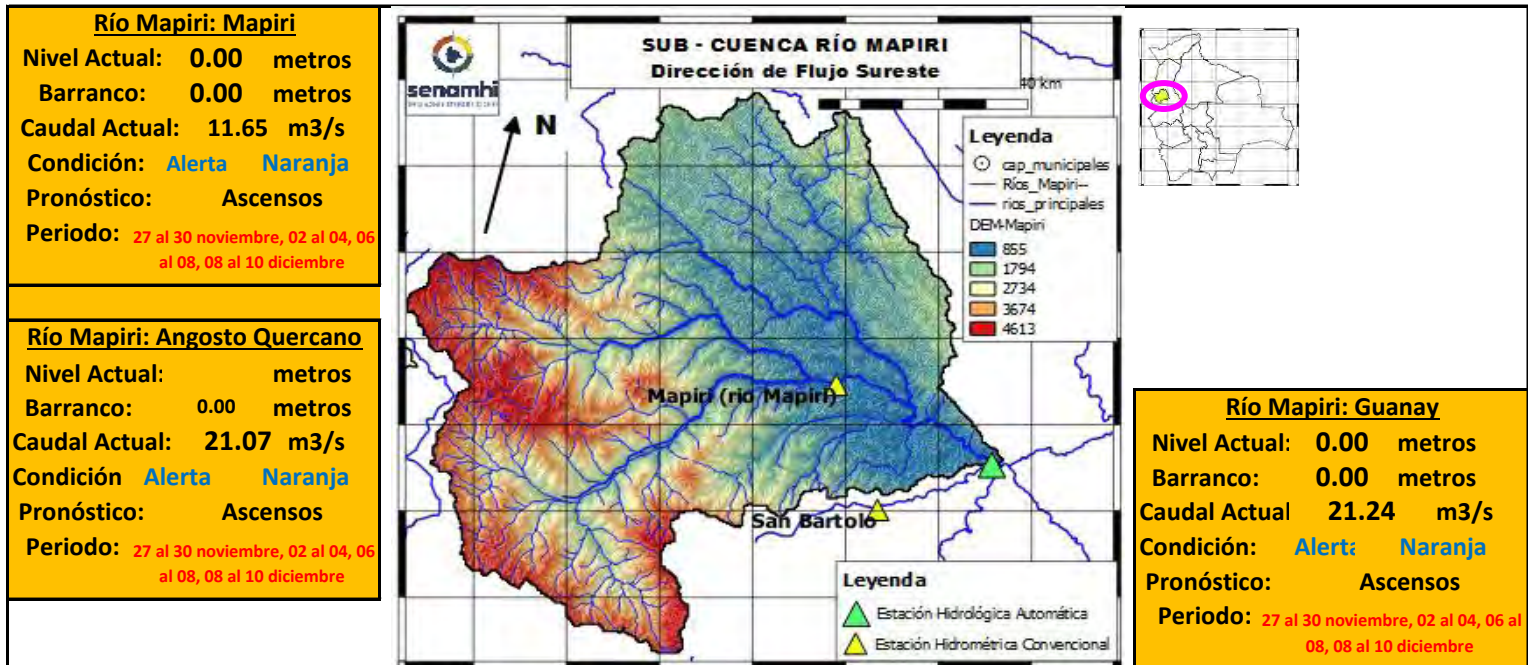 Río Mapiri: Mapiri
Nivel Actual: 0.00 metros
Barranco: 0.00 metros
Caudal Actual: 11.65 m3/s
Condición: Alerta Naranja
Pronóstico: Ascensos
Periodo: 27 al 30 noviembre, 02 al 04, 06
al 08, 08 al 10 diciembre
Río Mapiri: Angosto Quercano
Nivel Actual: metros
Barranco: 0.00 metros
Caudal Actual: 21.07 m3/s
Condición Alerta Naranja
Pronóstico: Ascensos
Periodo: 27 al 30 noviembre, 02 al 04, 06
al 08, 08 al 10 diciembre
senamhi
SUB - CUENCA RÍO MAPIRI
Dirección de Flujo Sureste
40 km
N
Leyenda
cap_municipales
Ríos_Mapiri--
rios_principales
DEM-Mapiri
855
1794
2734
3674
4613
Mapiri (rio Mapiri)
San Bartolo
Leyenda
Estación Hidrológica Automática
Estación Hidrométrica Convencional
Río Mapiri: Guanay
Nivel Actual: 0.00 metros
Barranco: 0.00 metros
Caudal Actual 21.24 m3/s
Condición: Alerta Naranja
Pronóstico: Ascensos
Periodo: 27 al 30 noviembre, 02 al 04, 06 al
08, 08 al 10 diciembre